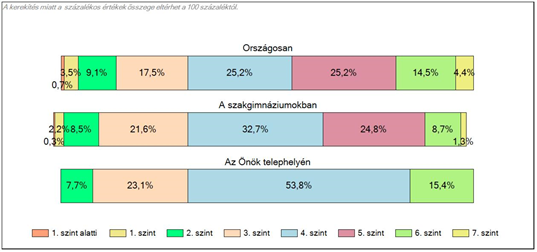 A kerekítés miatt a százalékos értékek összege eltérhet a 100 százaléktól.
Országosan
0,7% 3,5% 9,1% 17,5% 25,2% 25,2% 14,5% 4,4%
A szakgimnáziumokban
0,3% 2,2% 8,5% 21,6% 32,7% 24,8% 8,7% 1,3%
Az Önök telephelyén
7,7% 23,1% 53,8% 15,4%
1. szint alatti 1. szint 2. szint 3. szint 4. szint 5. szint 6. szint 7. szint